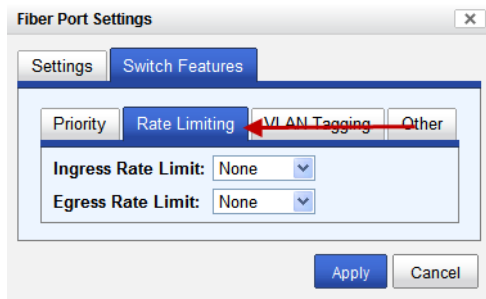 Fiber Port Settings
Settings Switch Features
Priority Rate Limiting VLAN Tagging Other
Ingress Rate Limit: None
Egress Rate Limit: None
Apply Cancel